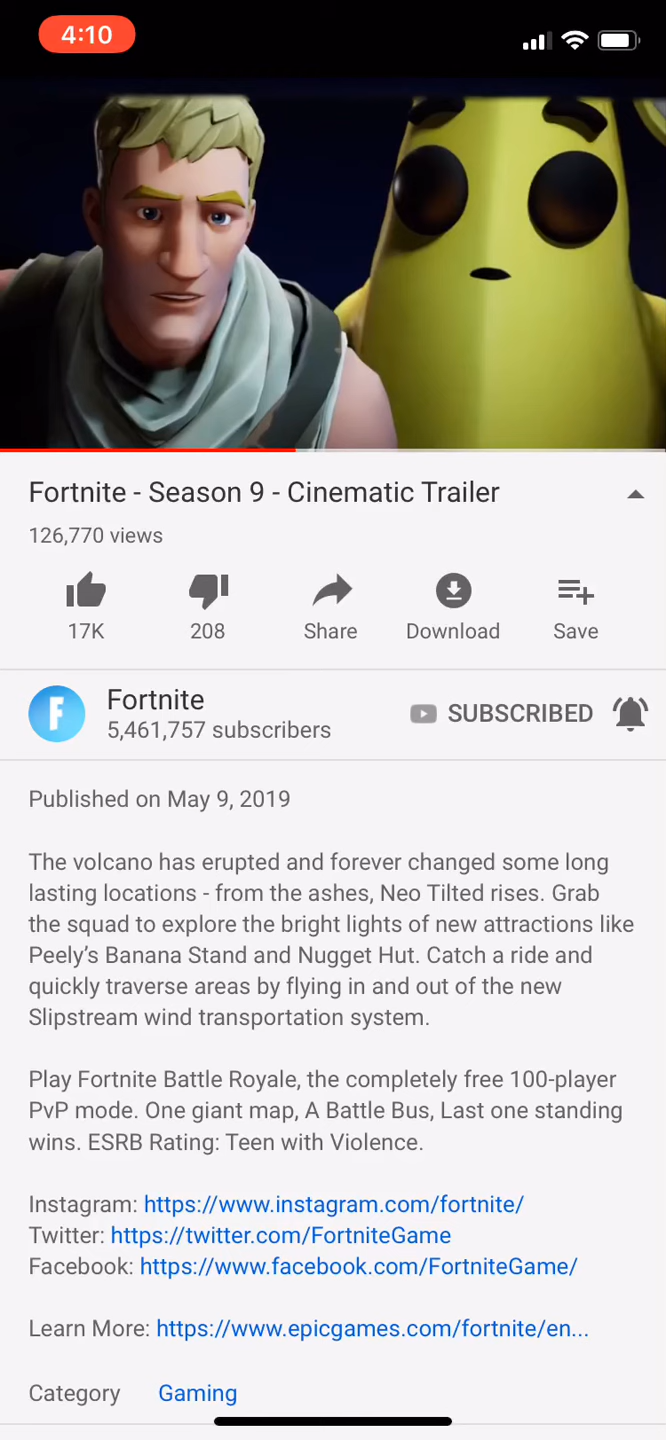 4:10
Fortnite - Season 9 - Cinematic Trailer
126,770 views
17K
208
Share
Download
Save
F
Fortnite
5,461,757 subscribers
SUBSCRIBED
Published on May 9, 2019
The volcano has erupted and forever changed some long
lasting locations - from the ashes, Neo Tilted rises. Grab
the squad to explore the bright lights of new attractions like
Peely’s Banana Stand and Nugget Hut. Catch a ride and
quickly traverse areas by flying in and out of the new
Slipstream wind transportation system.
Play Fortnite Battle Royale, the completely free 100-player
PvP mode. One giant map, A Battle Bus, Last one standing
wins. ESRB Rating: Teen with Violence.
Instagram: https://www.instagram.com/fortnite/
Twitter: https://twitter.com/FortniteGame
Facebook: https://www.facebook.com/FortniteGame/
Learn More: https://www.epicgames.com/fortnite/en...
Category Gaming